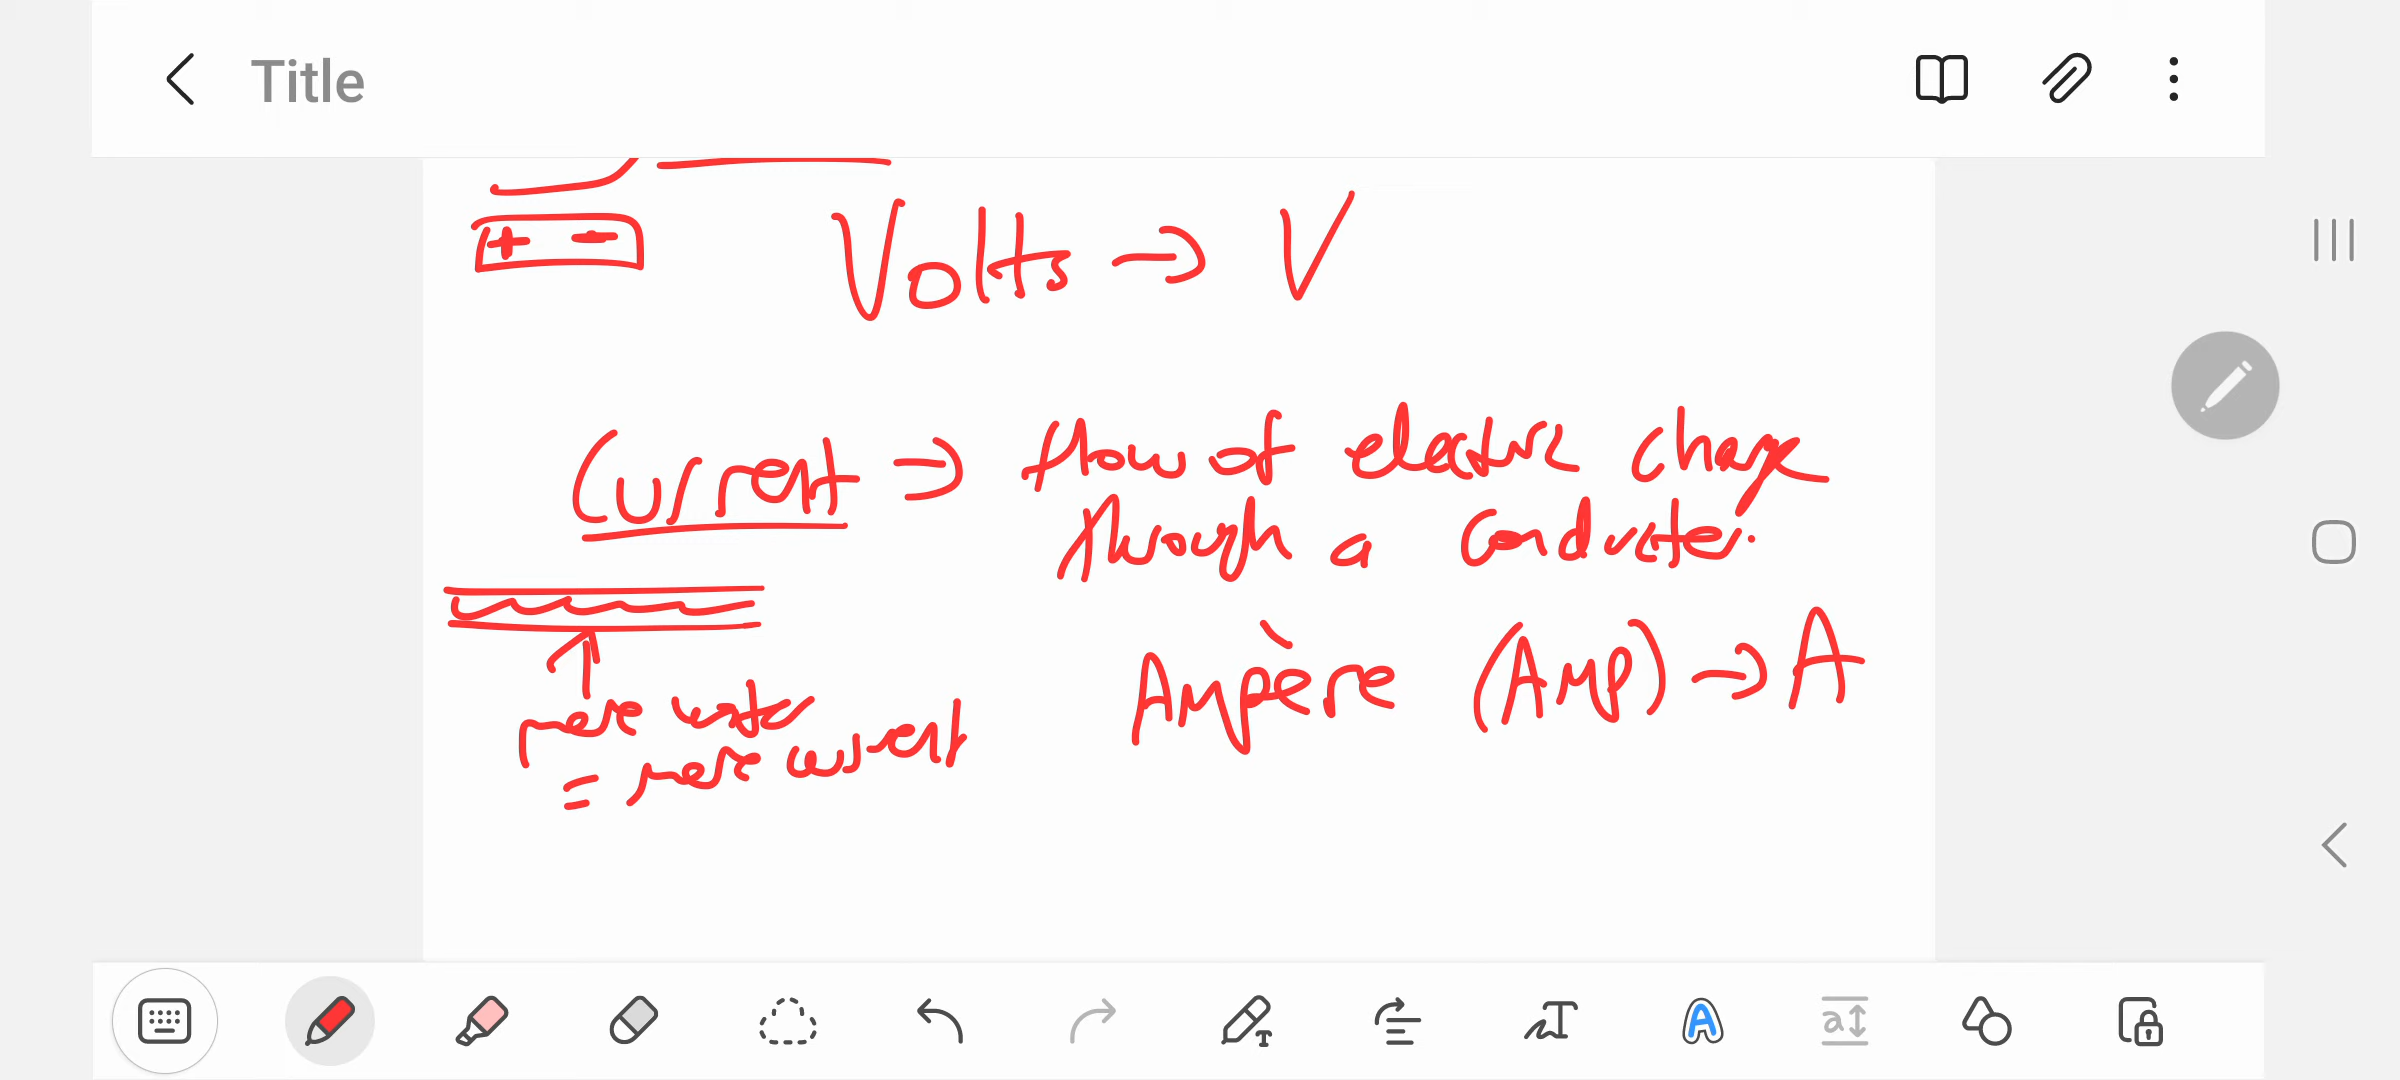 Title
+ -
Volts → V
Current → flow of electric charge
through a conductor.
Ampère (Amp) → A
more water
= more current